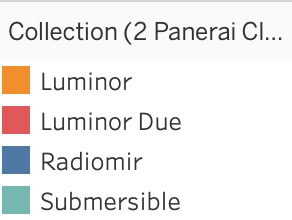 Collection (2 Panerai Cl...
Luminor
Luminor Due
Radiomir
Submersible